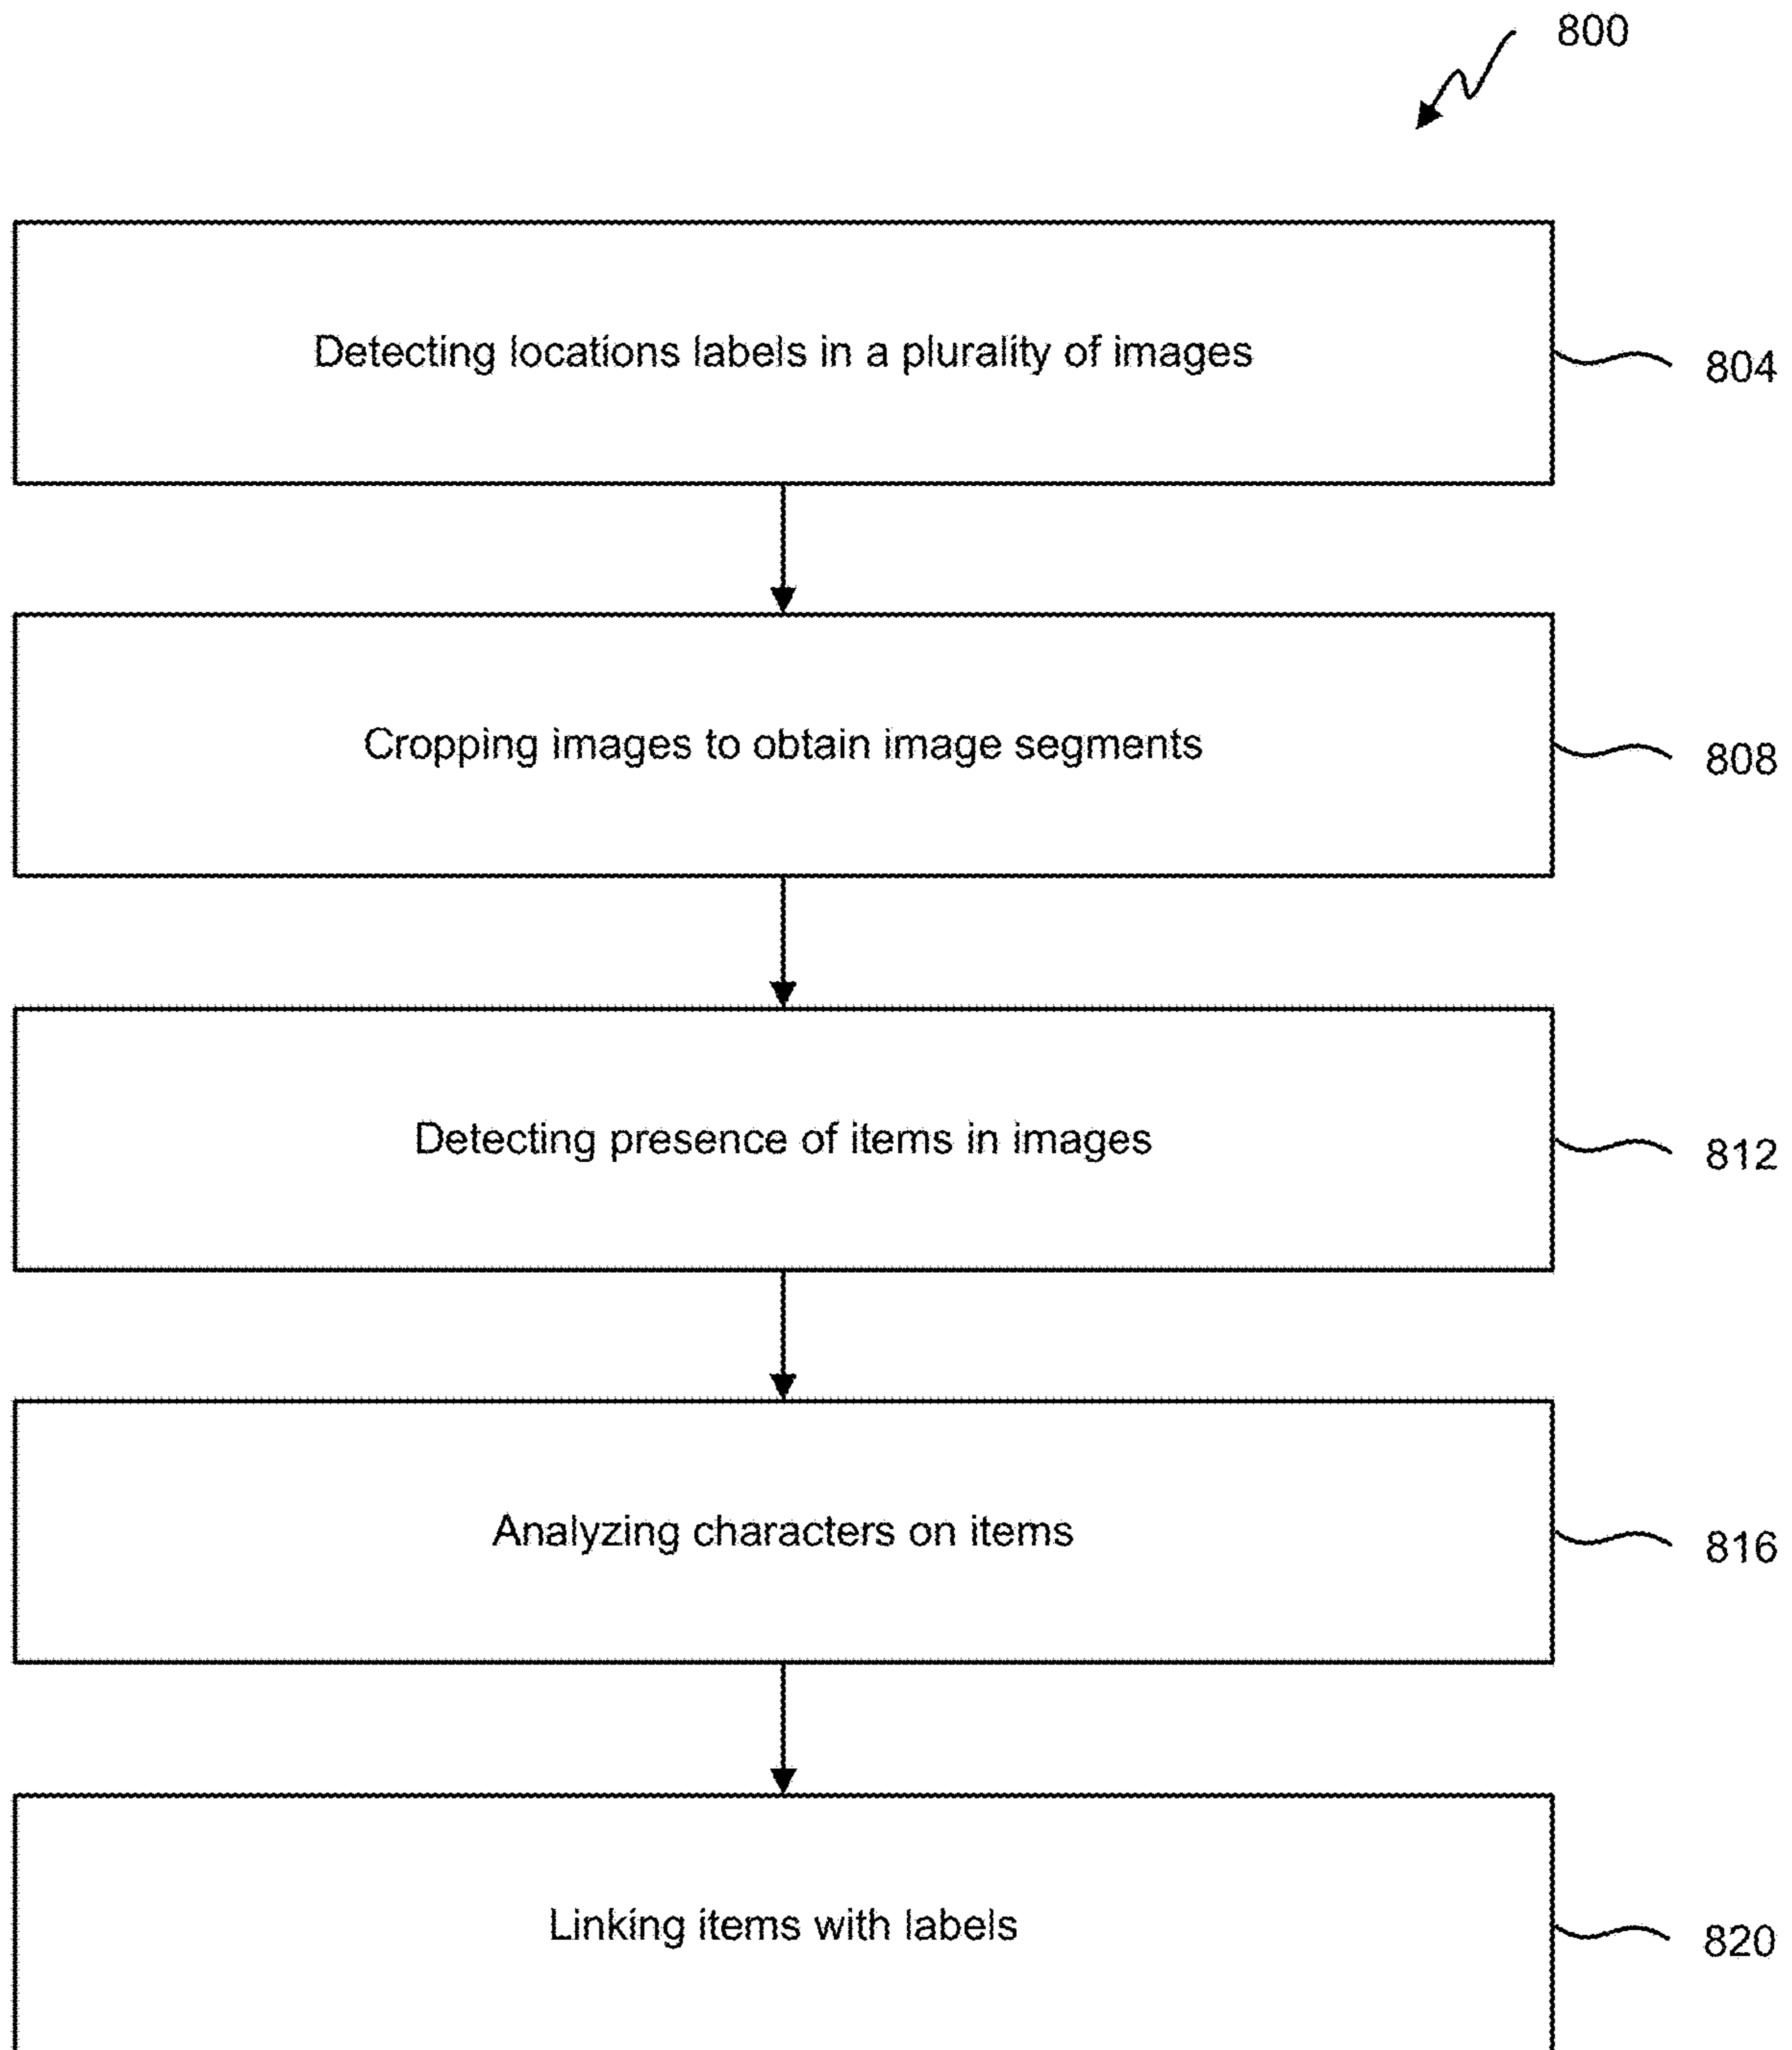 800
Detecting locations labels in a plurality of images
804
Cropping images to obtain image segments
808
Detecting presence of items in images
812
Analyzing characters on items
816
Linking items with labels
820